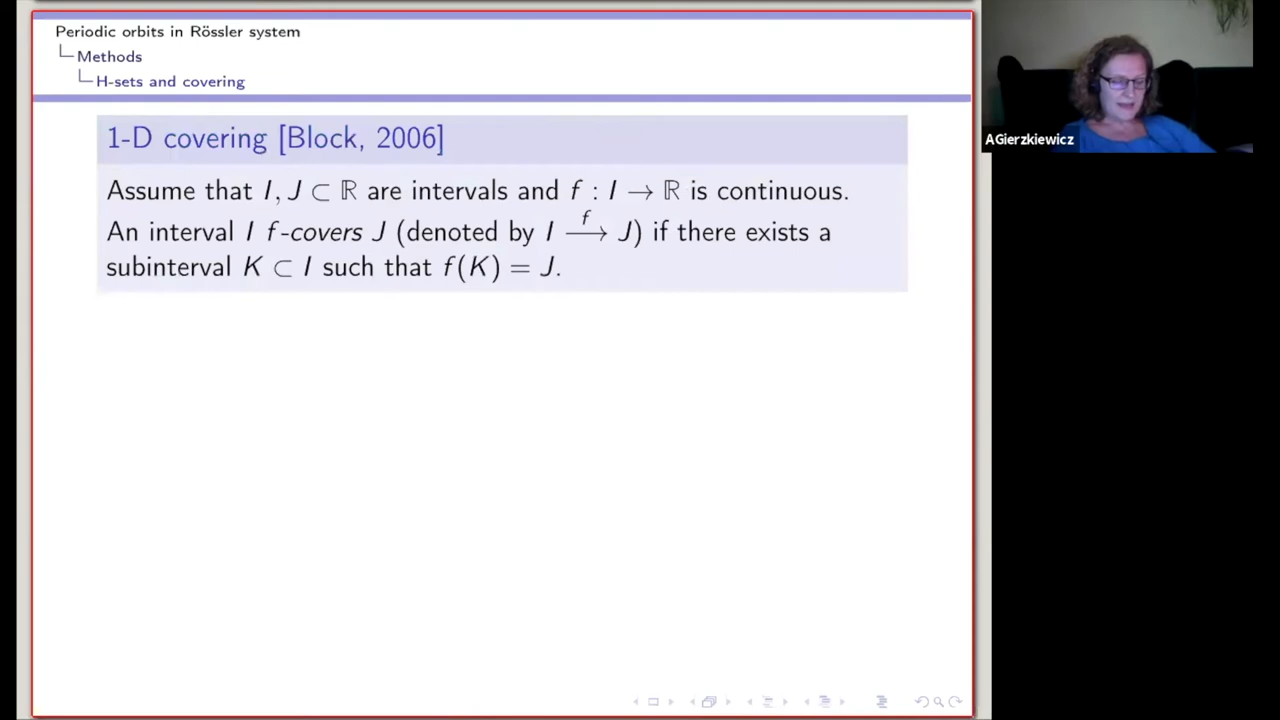 Periodic orbits in Rössler system
Methods
H-sets and covering
1-D covering [Block, 2006]
Assume that I, J ⊂ ℝ are intervals and f : I → ℝ is continuous.
An interval I f-covers J (denoted by I —f→ J) if there exists a
subinterval K ⊂ I such that f(K) = J.
AGierzkiewicz